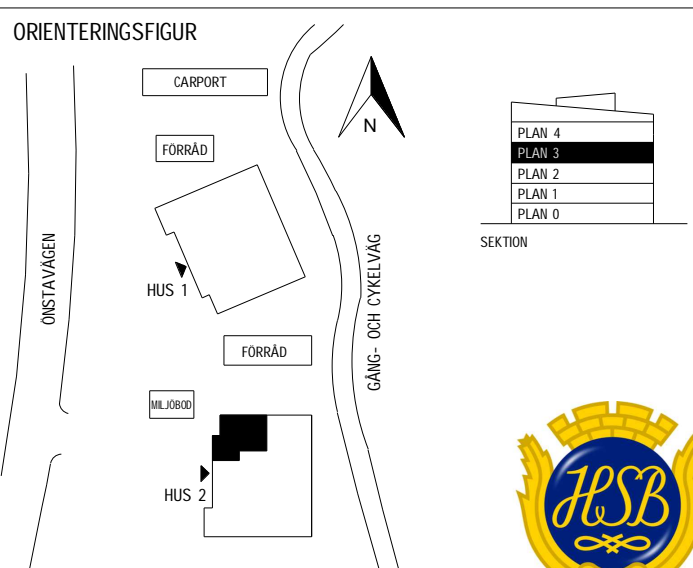 ORIENTERINGSFIGUR
CARPORT
FÖRRÅD
N
HUS 1
ÖNSTAVÄGEN
GÅNG- OCH CYKELVÄG
FÖRRÅD
MILJÖBOD
HUS 2
PLAN 4
PLAN 3
PLAN 2
PLAN 1
PLAN 0
SEKTION
HSB